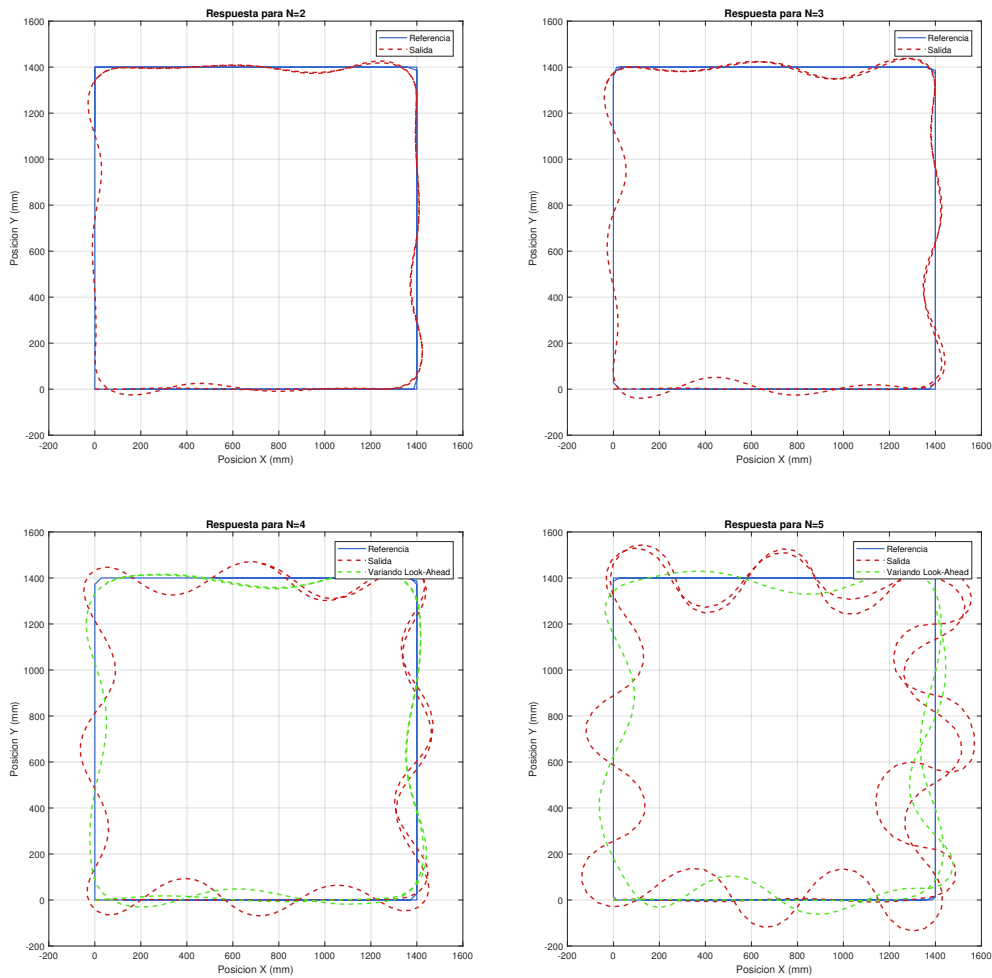 Respuesta para N=2
Referencia
Salida
1600
1400
1200
1000
800
600
400
200
0
-200
Posicion Y (mm)
-200 0 200 400 600 800 1000 1200 1400 1600
Posicion X (mm)
Respuesta para N=3
Referencia
Salida
1600
1400
1200
1000
800
600
400
200
0
-200
Posicion Y (mm)
-200 0 200 400 600 800 1000 1200 1400 1600
Posicion X (mm)
Respuesta para N=4
Referencia
Salida
Variando Look-Ahead
1600
1400
1200
1000
800
600
400
200
0
-200
Posicion Y (mm)
-200 0 200 400 600 800 1000 1200 1400 1600
Posicion X (mm)
Respuesta para N=5
Referencia
Salida
Variando Look-Ahead
1600
1400
1200
1000
800
600
400
200
0
-200
Posicion Y (mm)
-200 0 200 400 600 800 1000 1200 1400 1600
Posicion X (mm)